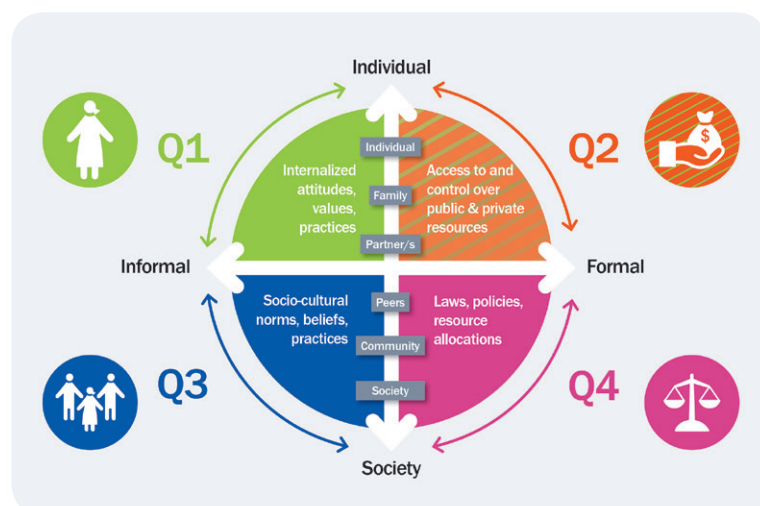 Individual
Q1
Internalized
attitudes,
values,
practices
Individual
Family
Partner/s
Access to and
control over
public & private
resources
Q2
$
Informal
Formal
Q3
Socio-cultural
norms, beliefs,
practices
Peers
Community
Society
Laws, policies,
resource
allocations
Q4
Society